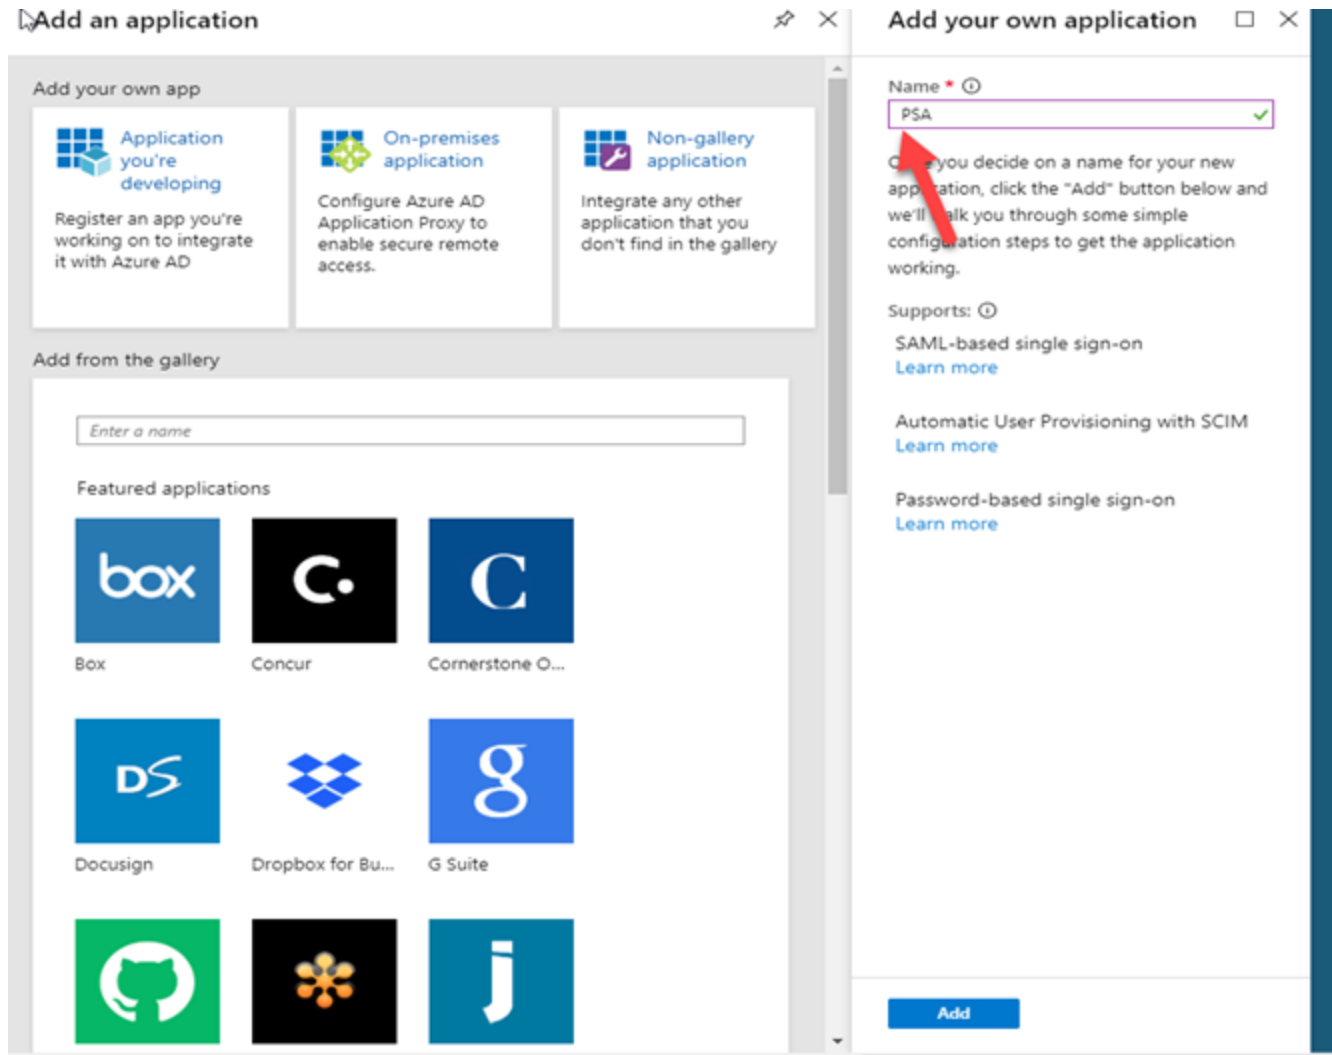 Add an application
Add your own app
Application
you're
developing
Register an app you're
working on to integrate
it with Azure AD
On-premises
application
Configure Azure AD
Application Proxy to
enable secure remote
access.
Non-gallery
application
Integrate any other
application that you
don't find in the gallery
Add from the gallery
Enter a name
Featured applications
box
C.
C
Box
Concur
Cornerstone O...
DS
g
Docusign
Dropbox for Bu...
G Suite
j
Add your own application
Name *
PSA
you decide on a name for your new
application, click the "Add" button below and
we'll walk you through some simple
configuration steps to get the application
working.
Supports:
SAML-based single sign-on
Learn more
Automatic User Provisioning with SCIM
Learn more
Password-based single sign-on
Learn more
Add